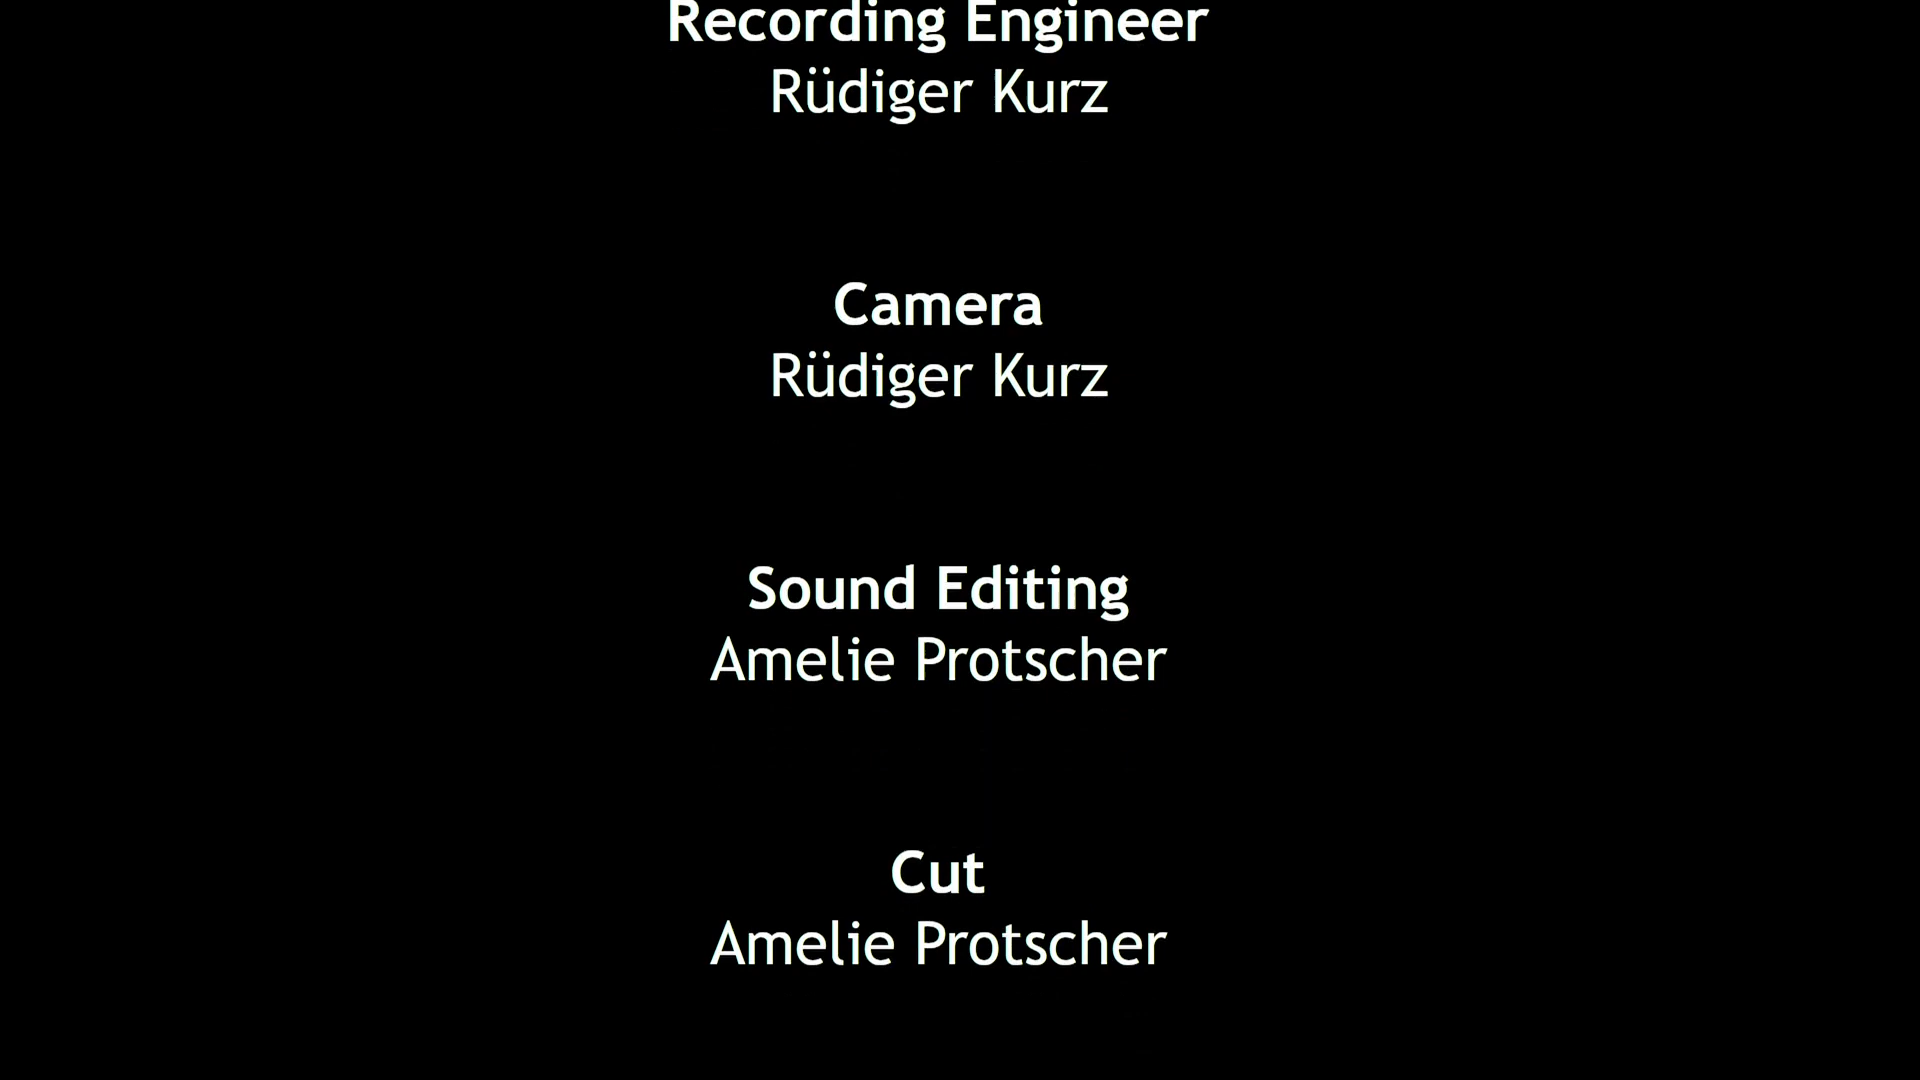 Recording Engineer
Rüdiger Kurz
Camera
Rüdiger Kurz
Sound Editing
Amelie Protscher
Cut
Amelie Protscher